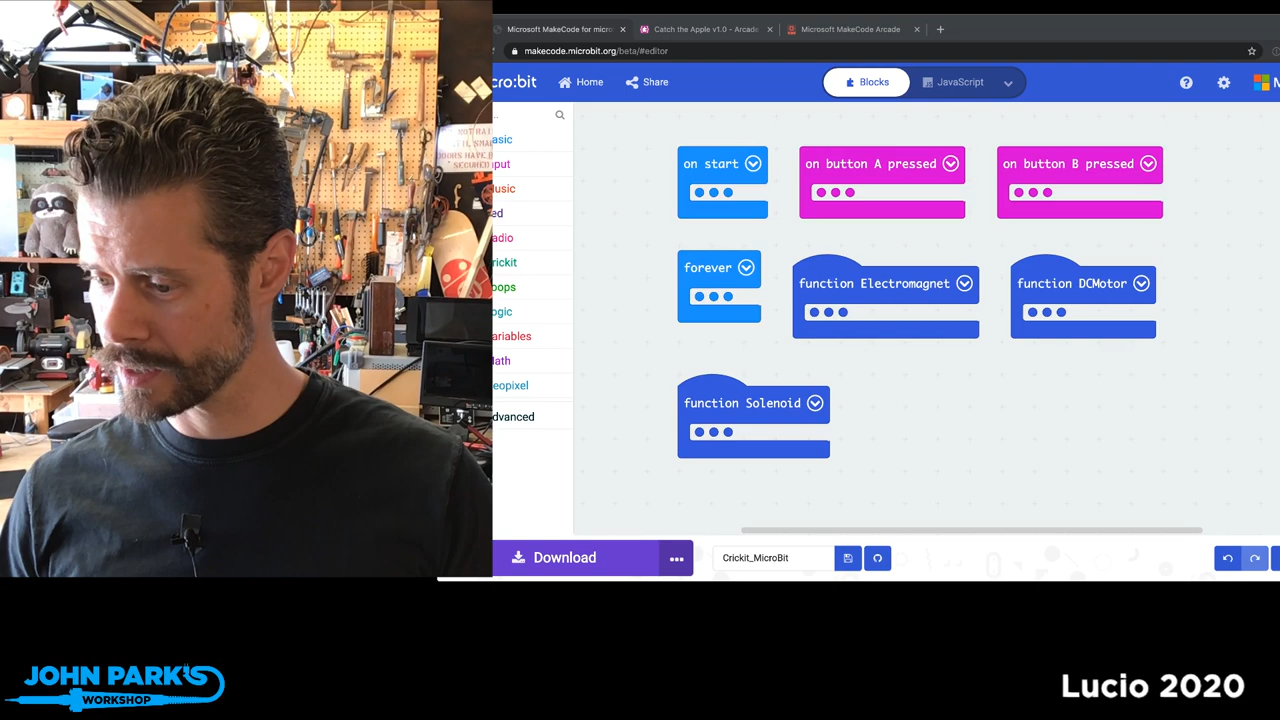 Microsoft MakeCode for micro
Catch the Apple v1.0 - Arcade
Microsoft MakeCode Arcade
makecode.microbit.org/beta/#editor
cro:bit
Home
Share
Blocks
JavaScript
asic
nput
usic
ed
adio
rickit
oops
ogic
ariables
ath
eopixel
dvanced
on start
on button A pressed
on button B pressed
forever
function Electromagnet
function DCMotor
function Solenoid
Download
Crickit_MicroBit
JOHN PARK'S
WORKSHOP
Lucio 2020